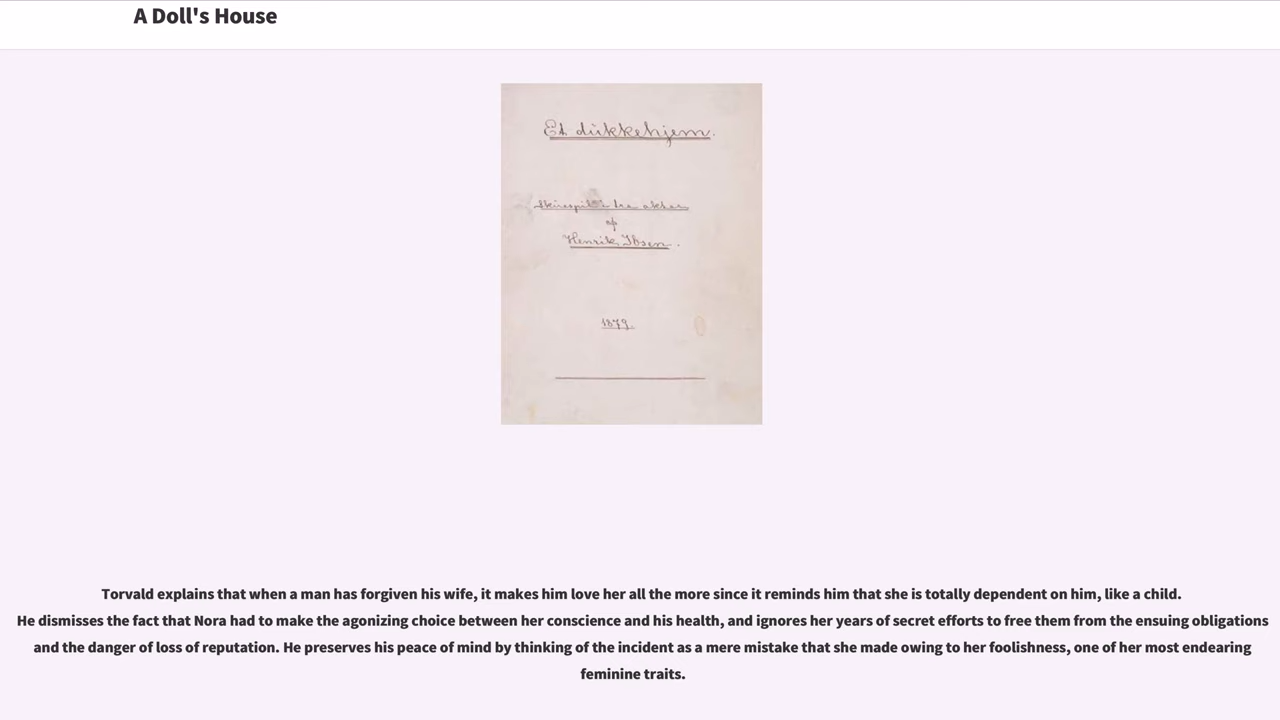 A Doll's House
Et dukkehjem.
Skuespil i tre akter
af
Henrik Ibsen.
1879.
Torvald explains that when a man has forgiven his wife, it makes him love her all the more since it reminds him that she is totally dependent on him, like a child.
He dismisses the fact that Nora had to make the agonizing choice between her conscience and his health, and ignores her years of secret efforts to free them from the ensuing obligations
and the danger of loss of reputation. He preserves his peace of mind by thinking of the incident as a mere mistake that she made owing to her foolishness, one of her most endearing
feminine traits.